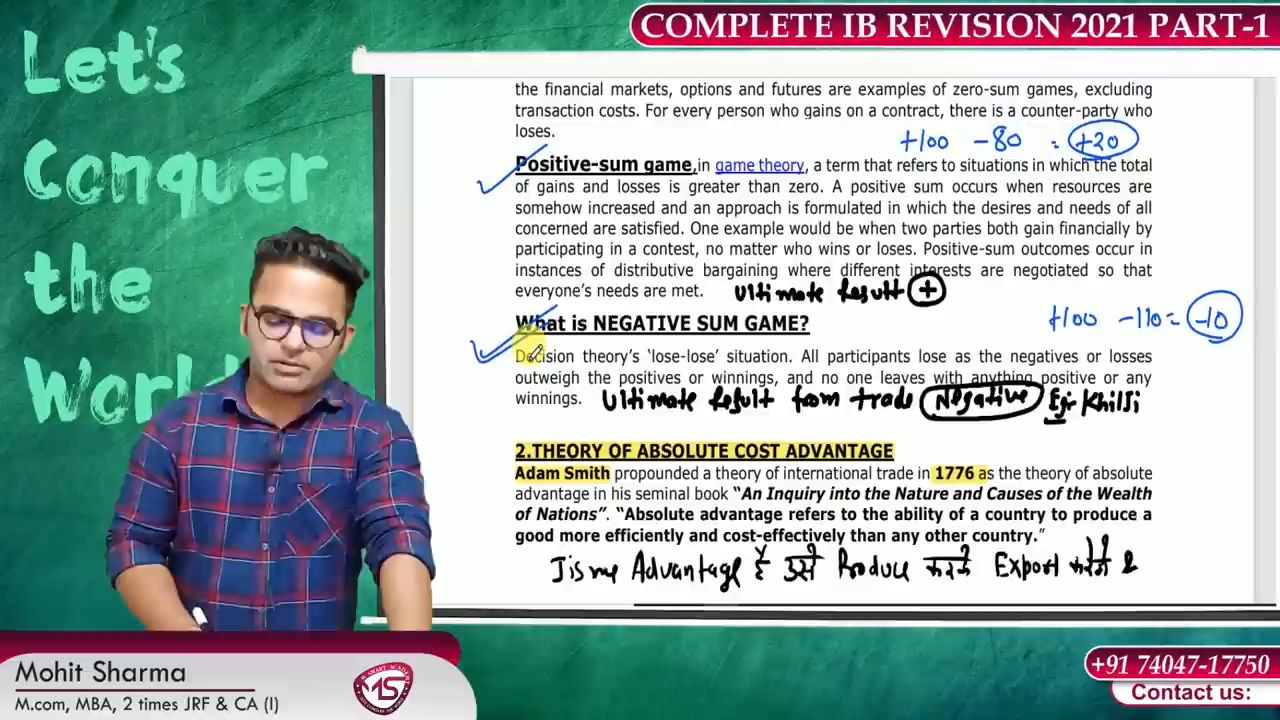 COMPLETE IB REVISION 2021 PART-1
Let's
Conquer
the
World
the financial markets, options and futures are examples of zero-sum games, excluding
transaction costs. For every person who gains on a contract, there is a counter-party who
loses.
+100 -80 = +20
Positive-sum game, in game theory, a term that refers to situations in which the total
of gains and losses is greater than zero. A positive sum occurs when resources are
somehow increased and an approach is formulated in which the desires and needs of all
concerned are satisfied. One example would be when two parties both gain financially by
participating in a contest, no matter who wins or loses. Positive-sum outcomes occur in
instances of distributive bargaining where different interests are negotiated so that
everyone's needs are met. Ultimate Result +
What is NEGATIVE SUM GAME?
+100 -110 = -10
Decision theory's 'lose-lose' situation. All participants lose as the negatives or losses
outweigh the positives or winnings, and no one leaves with anything positive or any
winnings. Ultimate Result from trade Negative Eg:- Khilji
2.THEORY OF ABSOLUTE COST ADVANTAGE
Adam Smith propounded a theory of international trade in 1776 as the theory of absolute
advantage in his seminal book "An Inquiry into the Nature and Causes of the Wealth
of Nations". "Absolute advantage refers to the ability of a country to produce a
good more efficiently and cost-effectively than any other country."
Jisme Advantage है उसे Produce करके Export
Mohit Sharma
M.com, MBA, 2 times JRF & CA (I)
MS
+91 74047-17750
Contact us: